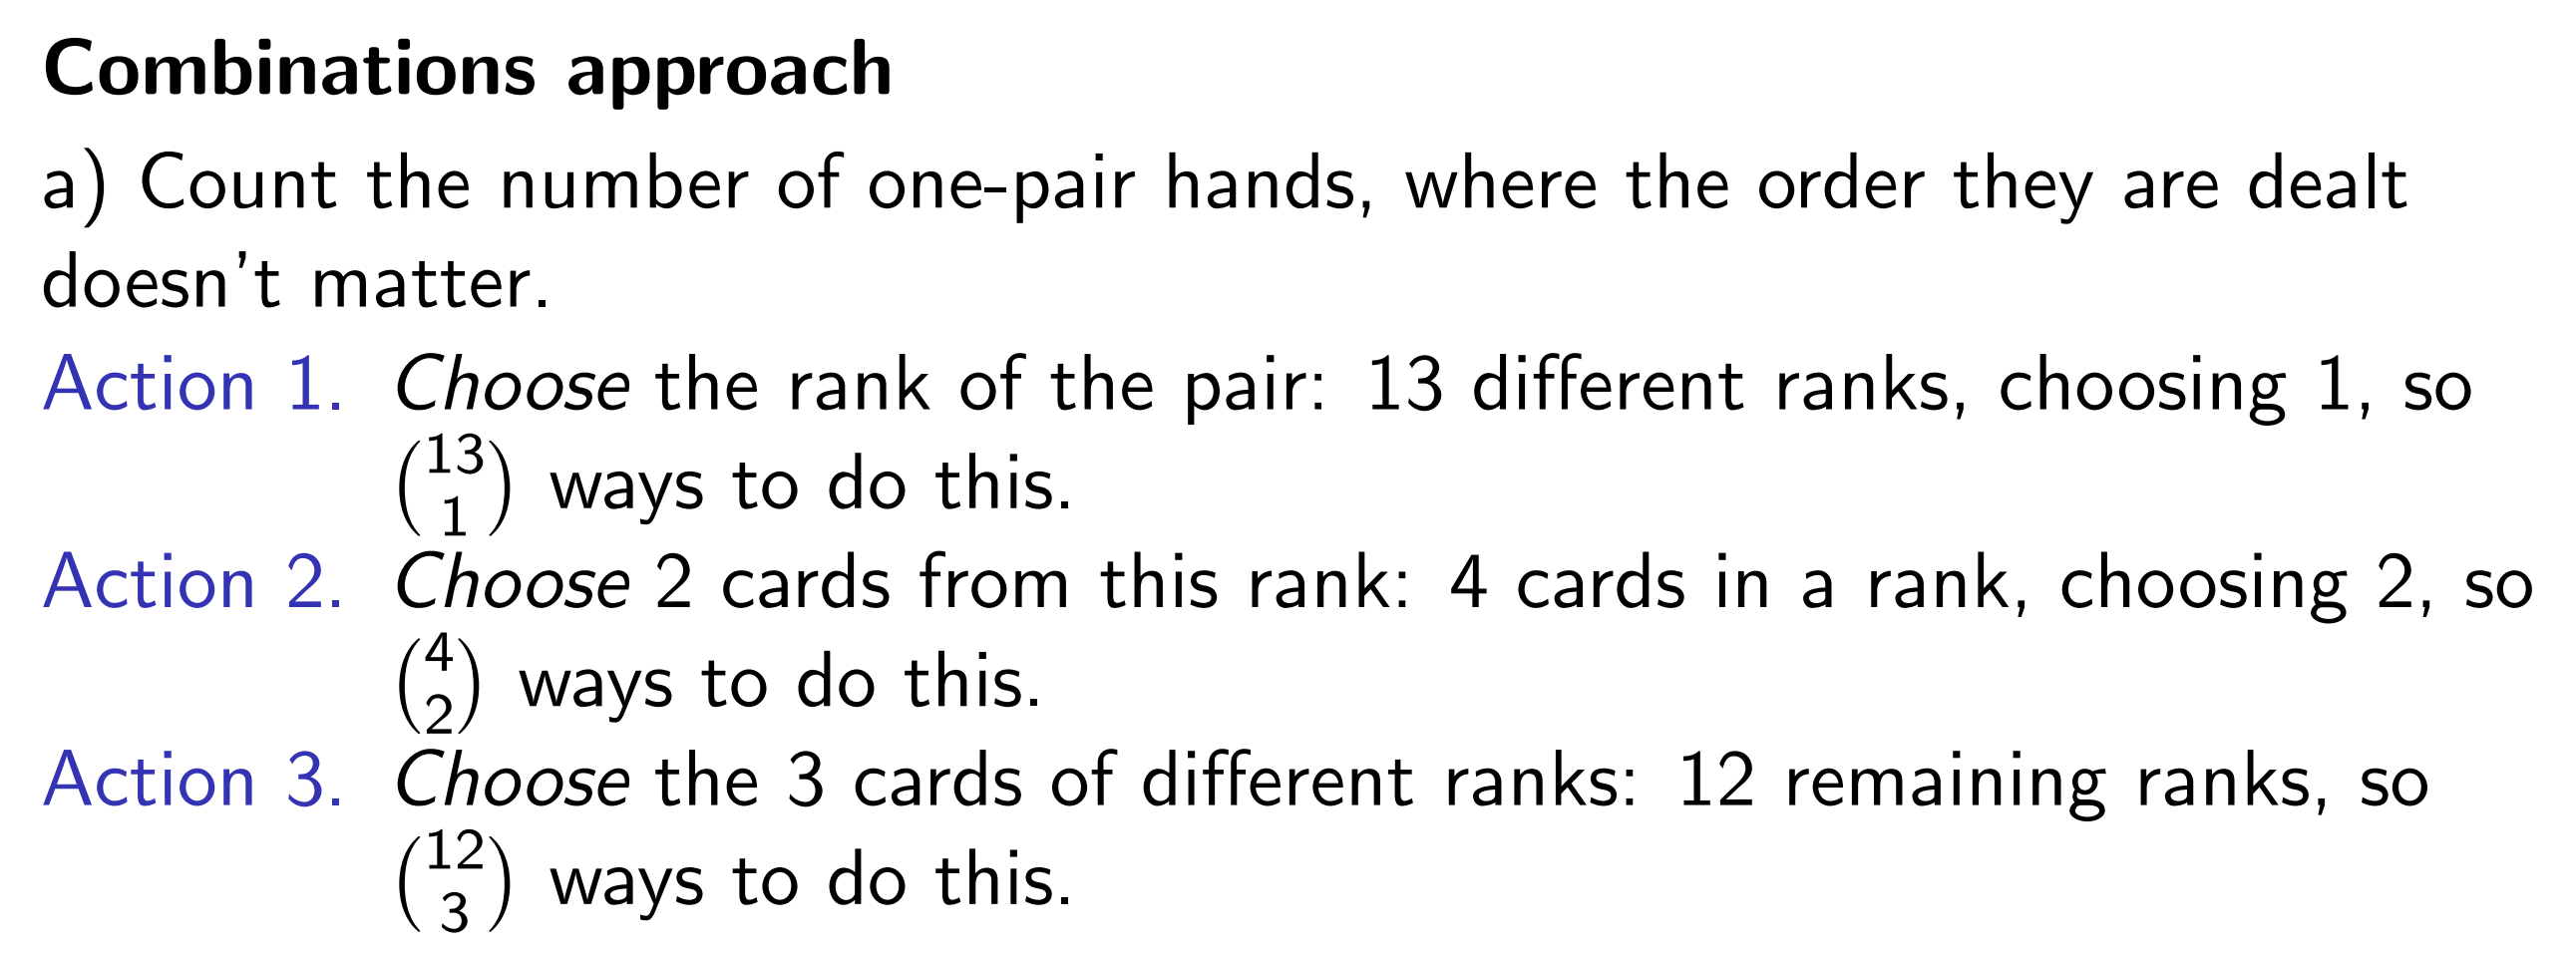 Combinations approach
a) Count the number of one-pair hands, where the order they are dealt
doesn't matter.
Action 1. Choose the rank of the pair: 13 different ranks, choosing 1, so
$\binom{13}{1}$ ways to do this.
Action 2. Choose 2 cards from this rank: 4 cards in a rank, choosing 2, so
$\binom{4}{2}$ ways to do this.
Action 3. Choose the 3 cards of different ranks: 12 remaining ranks, so
$\binom{12}{3}$ ways to do this.